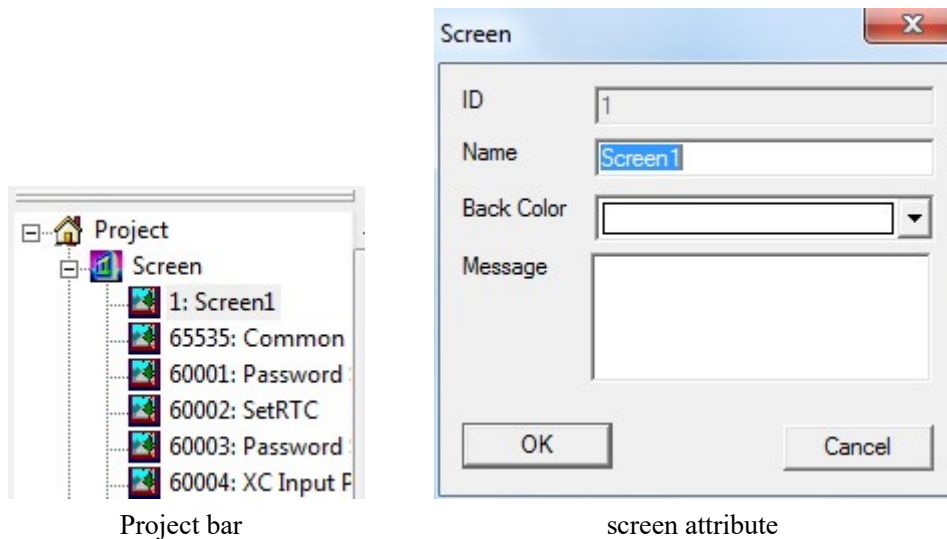 Project
Screen
1: Screen1
65535: Common
60001: Password
60002: SetRTC
60003: Password
60004: XC Input P
Project bar
Screen
ID
1
Name
Screen1
Back Color
Message
OK
Cancel
screen attribute